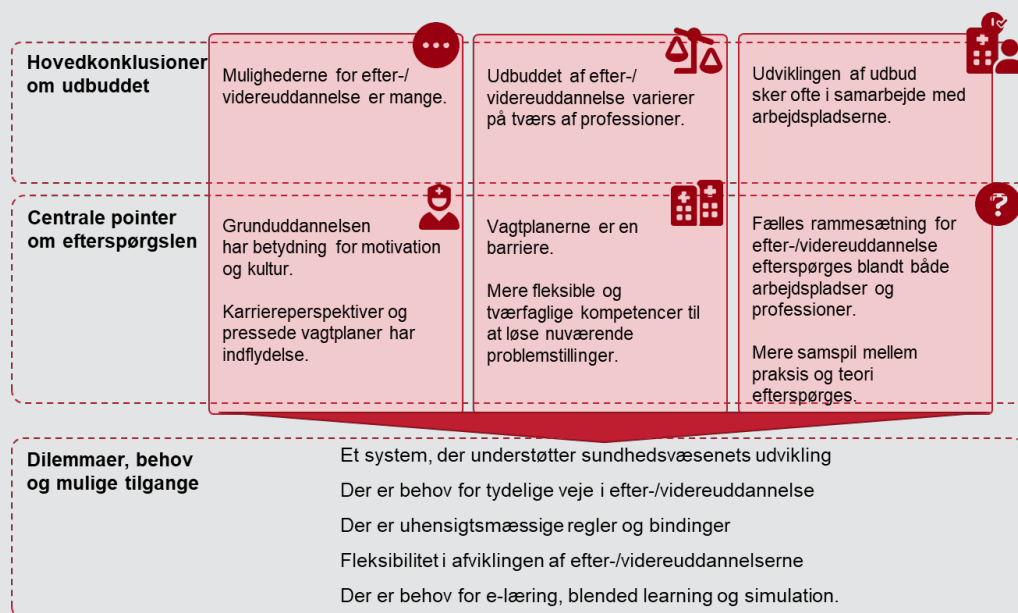 Hovedkonklusioner
om udbuddet
Mulighederne for efter-/
videreuddannelse er mange.
Udbuddet af efter-/
videreuddannelse varierer
på tværs af professioner.
Udviklingen af udbud
sker ofte i samarbejde med
arbejdspladserne.
Centrale pointer
om efterspørgslen
Grunduddannelsen
har betydning for motivation
og kultur.
Karriereperspektiver og
pressede vagtplaner har
indflydelse.
Vagtplanerne er en
barriere.
Mere fleksible og
tværfaglige kompetencer til
at løse nuværende
problemstillinger.
Fælles rammesætning for
efter-/videreuddannelse
efterspørges blandt både
arbejdspladser og
professioner.
Mere samspil mellem
praksis og teori
efterspørges.
Dilemmaer, behov
og mulige tilgange
Et system, der understøtter sundhedsvæsenets udvikling
Der er behov for tydelige veje i efter-/videreuddannelse
Der er uhensigtsmæssige regler og bindinger
Fleksibilitet i afviklingen af efter-/videreuddannelserne
Der er behov for e-læring, blended learning og simulation.